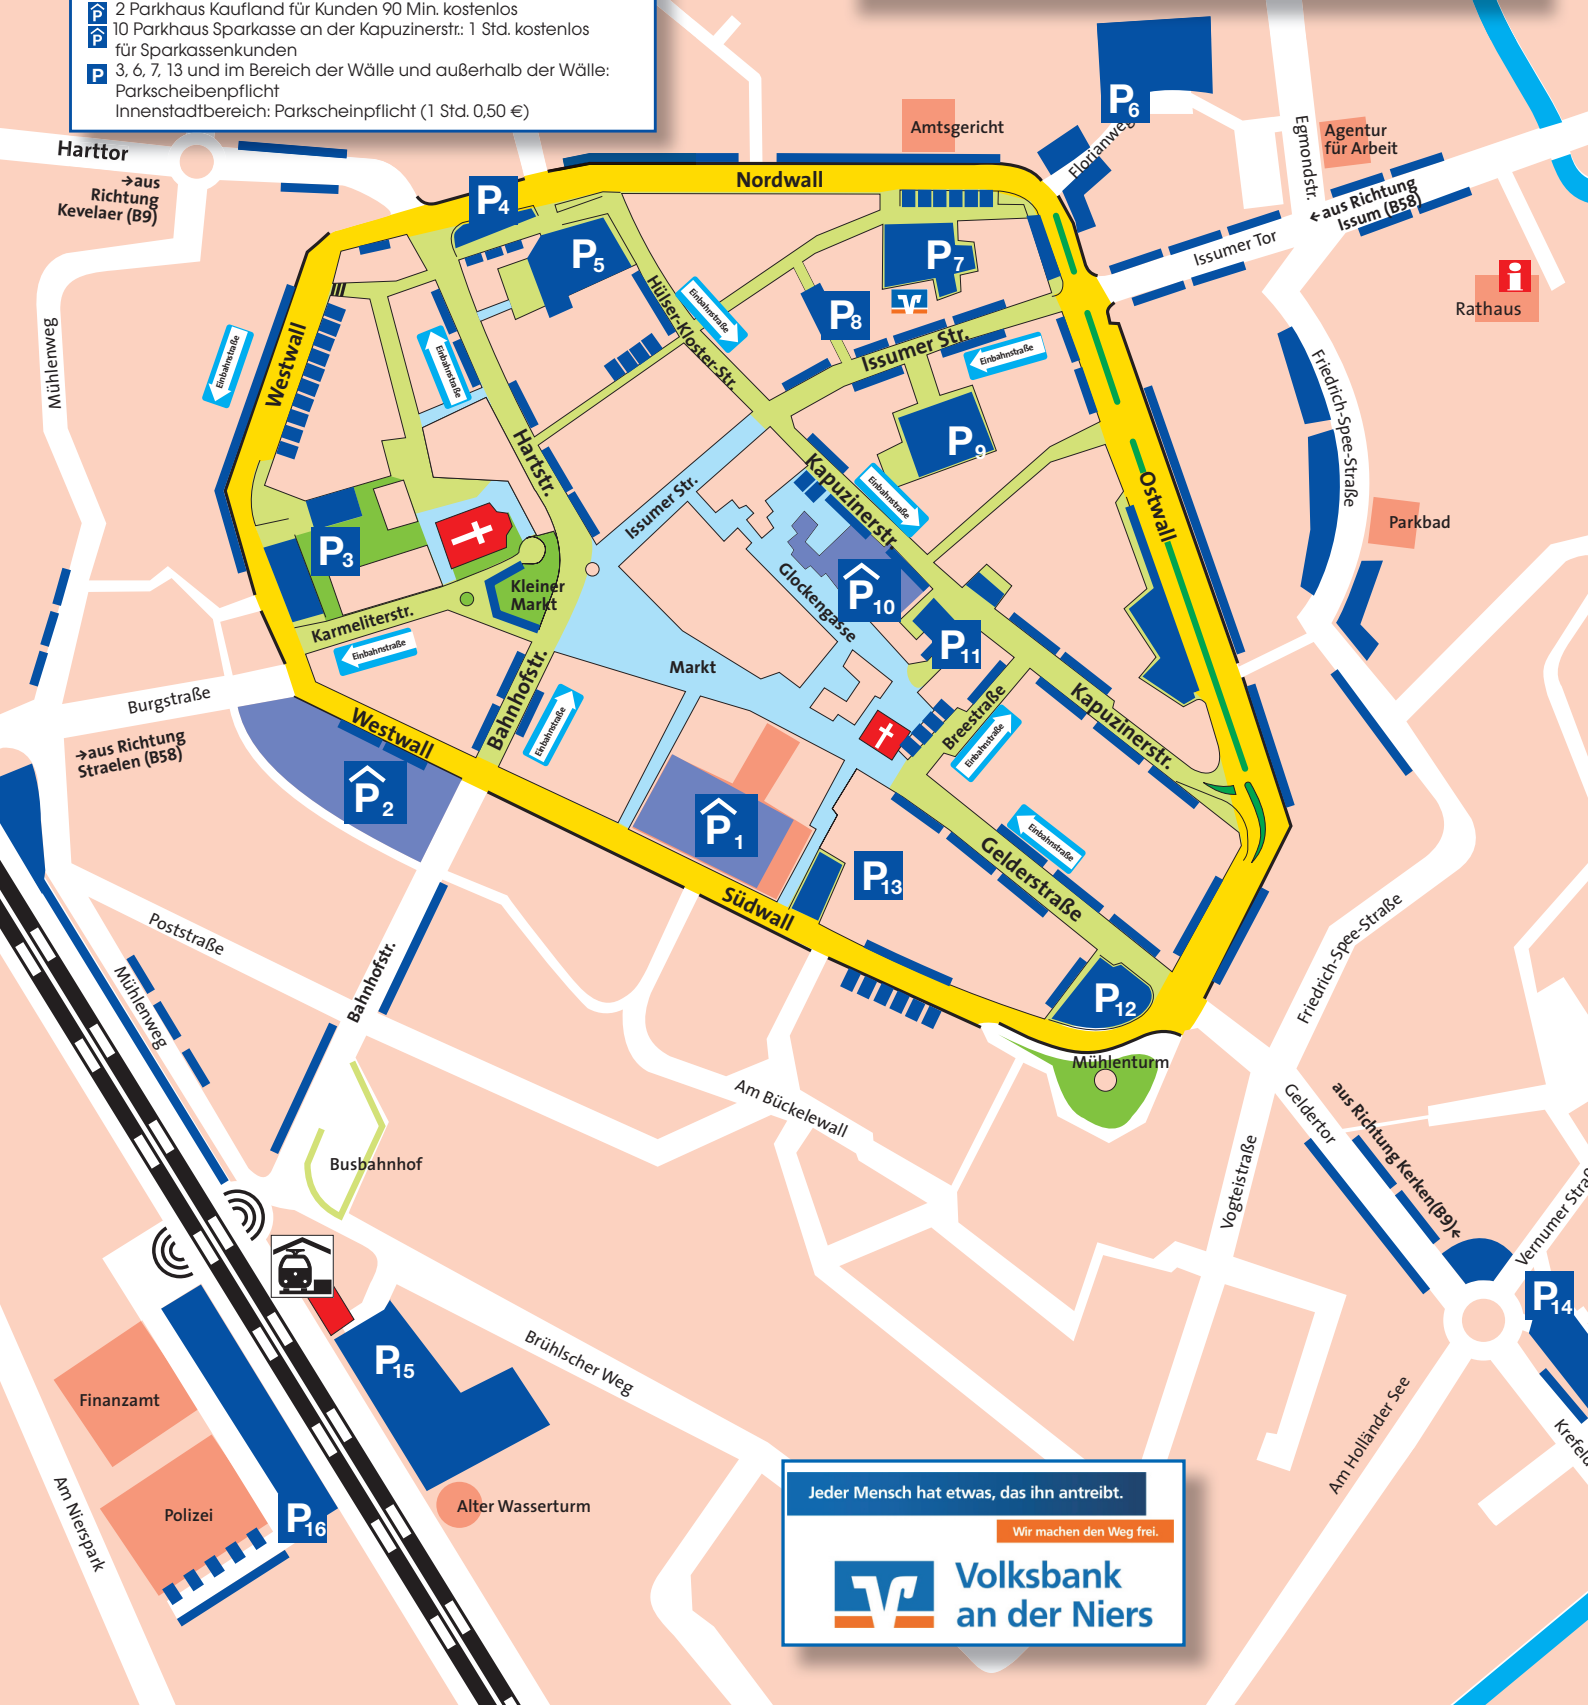 P 2 Parkhaus Kaufland für Kunden 90 Min. kostenlos
P 10 Parkhaus Sparkasse an der Kapuzinerstr.: 1 Std. kostenlos
für Sparkassenkunden
P 3, 6, 7, 13 und im Bereich der Wälle und außerhalb der Wälle:
Parkscheibenpflicht
Innenstadtbereich: Parkscheinpflicht (1 Std. 0,50 €)
P6
Amtsgericht
Florianweg
Egmondstr.
Agentur
für Arbeit
Harttor
→aus
Richtung
Kevelaer (B9)
Nordwall
P4
P5
P7
P8
←aus Richtung
Issum (B58)
Issumer Tor
i
Rathaus
Mühlenweg
Westwall
Einbahnstraße
Einbahnstraße
Hülser-Kloster-Str.
Einbahnstraße
Issumer Str.
Einbahnstraße
Friedrich-Spee-Straße
P9
Hartstr.
Issumer Str.
Kapuzinerstr.
Einbahnstraße
Ostwall
Parkbad
P3
Kleiner
Markt
Karmeliterstr.
Einbahnstraße
Glockengasse
P10
P11
Markt
Burgstraße
→aus Richtung
Straelen (B58)
Westwall
Bahnhofstr.
Einbahnstraße
Breestraße
Einbahnstraße
Kapuzinerstr.
P2
P1
P13
Einbahnstraße
Gelderstraße
Südwall
Poststraße
Mühlenweg
Bahnhofstr.
P12
Mühlenturm
Friedrich-Spee-Straße
Am Bückelewall
Geldertor
aus Richtung Kerken(B9)←
Vogteistraße
Vernumer Straß
Busbahnhof
P14
P15
Brühlscher Weg
Finanzamt
Am Holländer See
Krefeld
Am Nierspark
Polizei
P16
Alter Wasserturm
Jeder Mensch hat etwas, das ihn antreibt.
Wir machen den Weg frei.
Volksbank
an der Niers